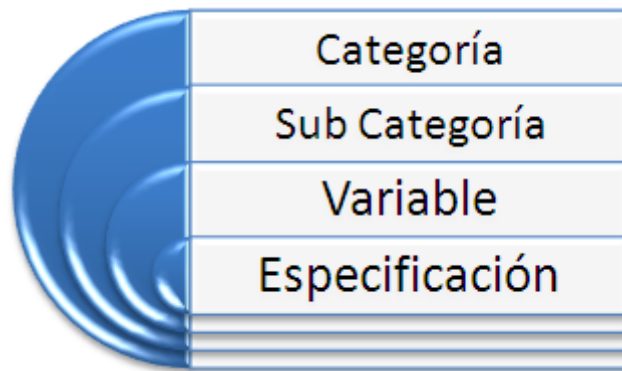 Categoría
Sub Categoría
Variable
Especificación